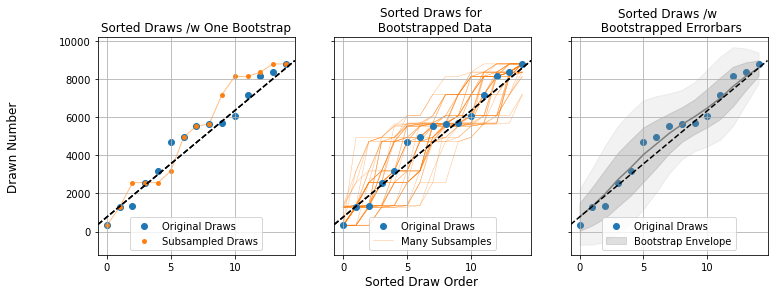 Sorted Draws /w One Bootstrap
Sorted Draws for
Bootstrapped Data
Sorted Draws /w
Bootstrapped Errorbars
Drawn Number
10000
8000
6000
4000
2000
0
Original Draws
Subsampled Draws
Original Draws
Many Subsamples
Original Draws
Bootstrap Envelope
0 5 10
0 5 10
0 5 10
Sorted Draw Order